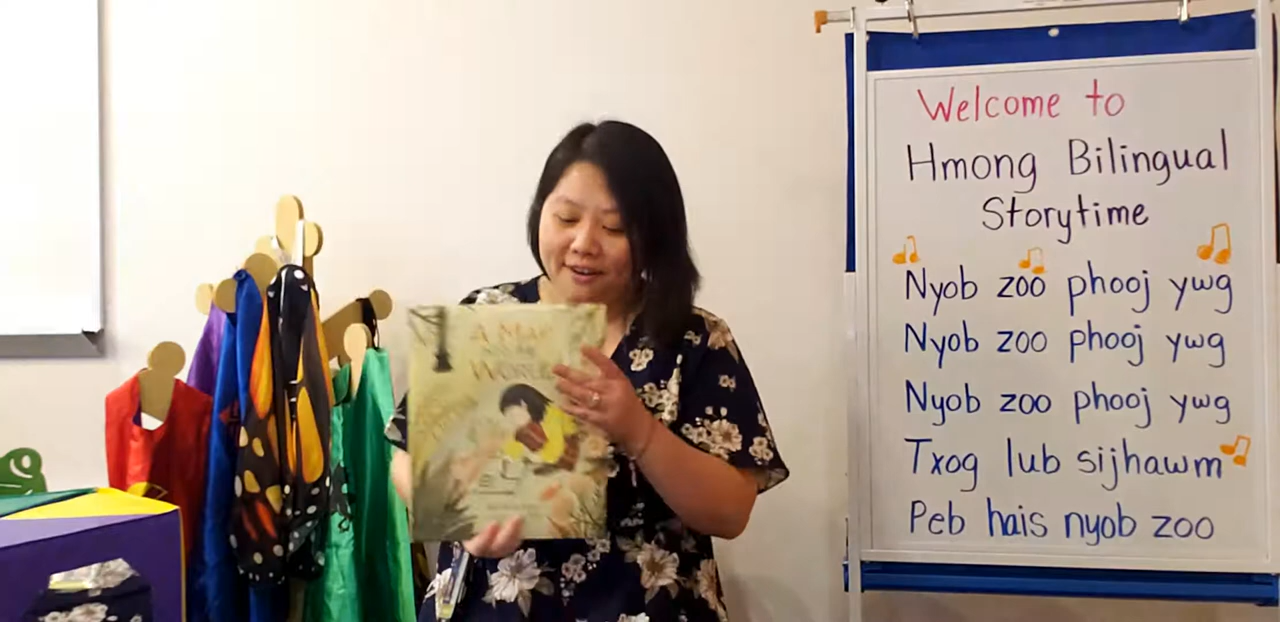 A Map
World
Welcome to
Hmong Bilingual
Storytime
Nyob zoo phooj ywg
Nyob zoo phooj ywg
Nyob zoo phooj ywg
Txog lub sijhawm
Peb hais nyob zoo